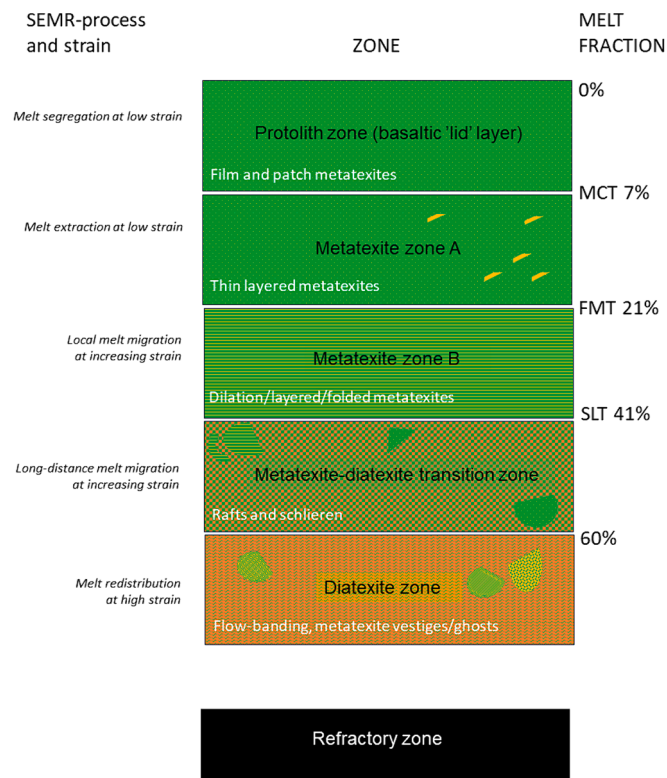 SEMR-process
and strain
ZONE
MELT
FRACTION
0%
Melt segregation at low strain
Protolith zone (basaltic 'lid' layer)
Film and patch metatexites
MCT 7%
Melt extraction at low strain
Metatexite zone A
Thin layered metatexites
FMT 21%
Local melt migration
at increasing strain
Metatexite zone B
Dilation/layered/folded metatexites
SLT 41%
Long-distance melt migration
at increasing strain
Metatexite-diatexite transition zone
Rafts and schlieren
60%
Melt redistribution
at high strain
Diatexite zone
Flow-banding, metatexite vestiges/ghosts
Refractory zone